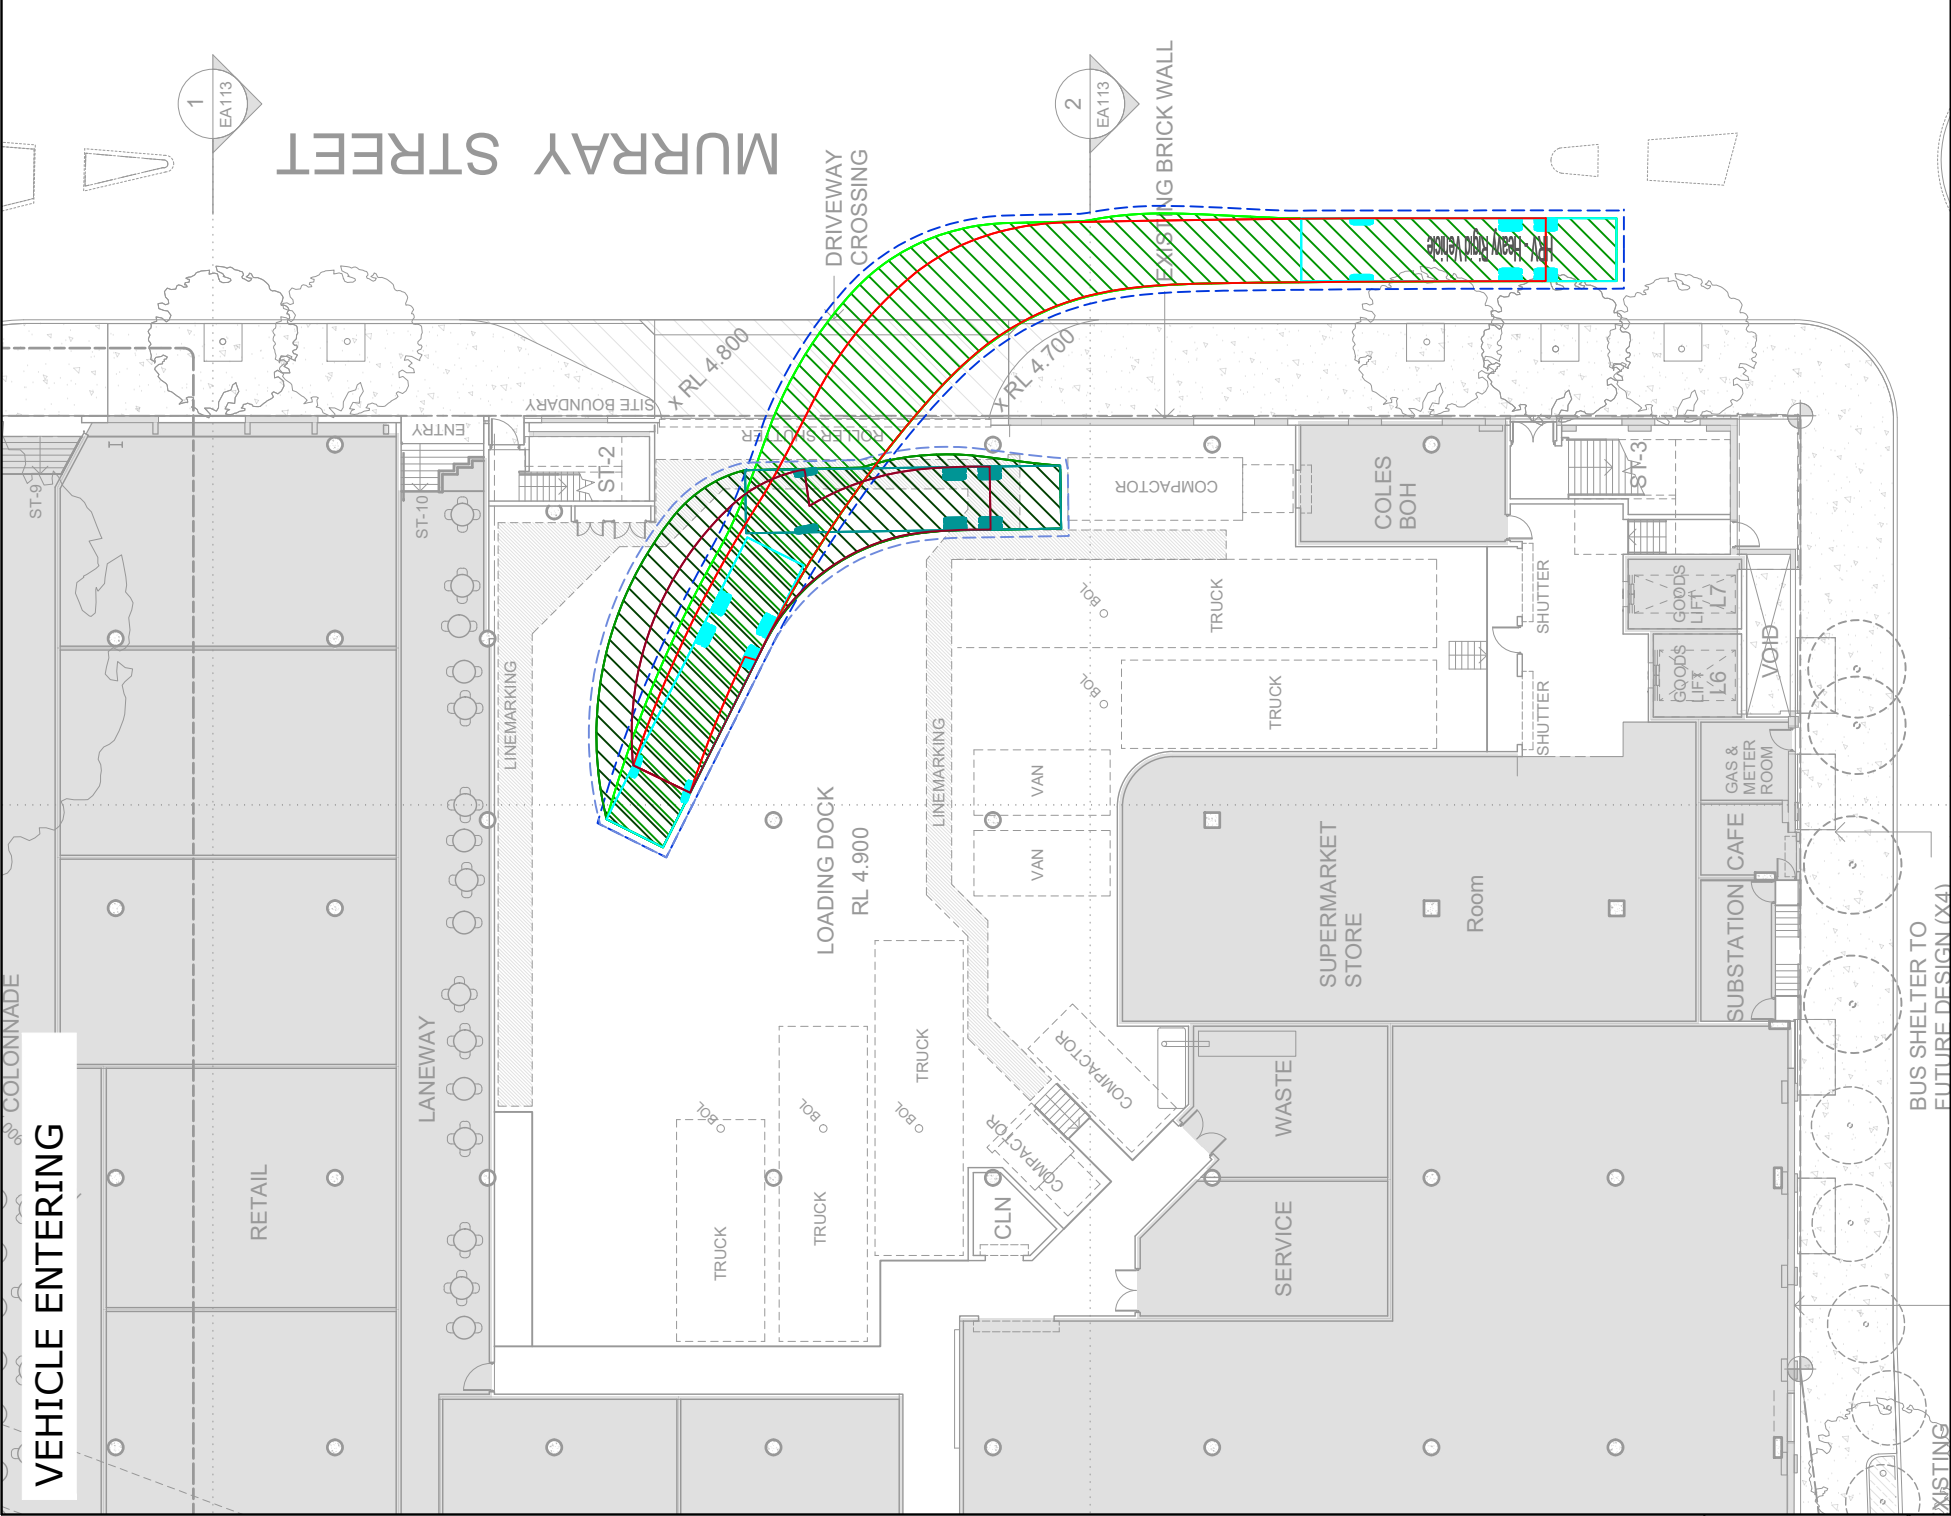 VEHICLE ENTERING
MURRAY STREET
1
EA113
2
EA113
DRIVEWAY
CROSSING
EXISTING BRICK WALL
HRV - Heavy Rigid Vehicle
x RL 4.800
x RL 4.700
SITE BOUNDARY
ROLLER SHUTTER
ENTRY
ST-2
ST-9
ST-10
ST-3
COMPACTOR
COLES
BOH
LINEMARKING
LINEMARKING
BOL
TRUCK
BOL
TRUCK
SHUTTER
SHUTTER
GOODS
LIFT
L7
GOODS
LIFT
L6
VOID
GAS &
METER
ROOM
VAN
VAN
LOADING DOCK
RL 4.900
SUPERMARKET
STORE
Room
CAFE
SUBSTATION
COLONNADE
900
LANEWAY
RETAIL
TRUCK
BOL
TRUCK
BOL
TRUCK
BOL
COMPACTOR
COMPACTOR
CLN
WASTE
SERVICE
BUS SHELTER TO
FUTURE DESIGN (X4)
XISTING